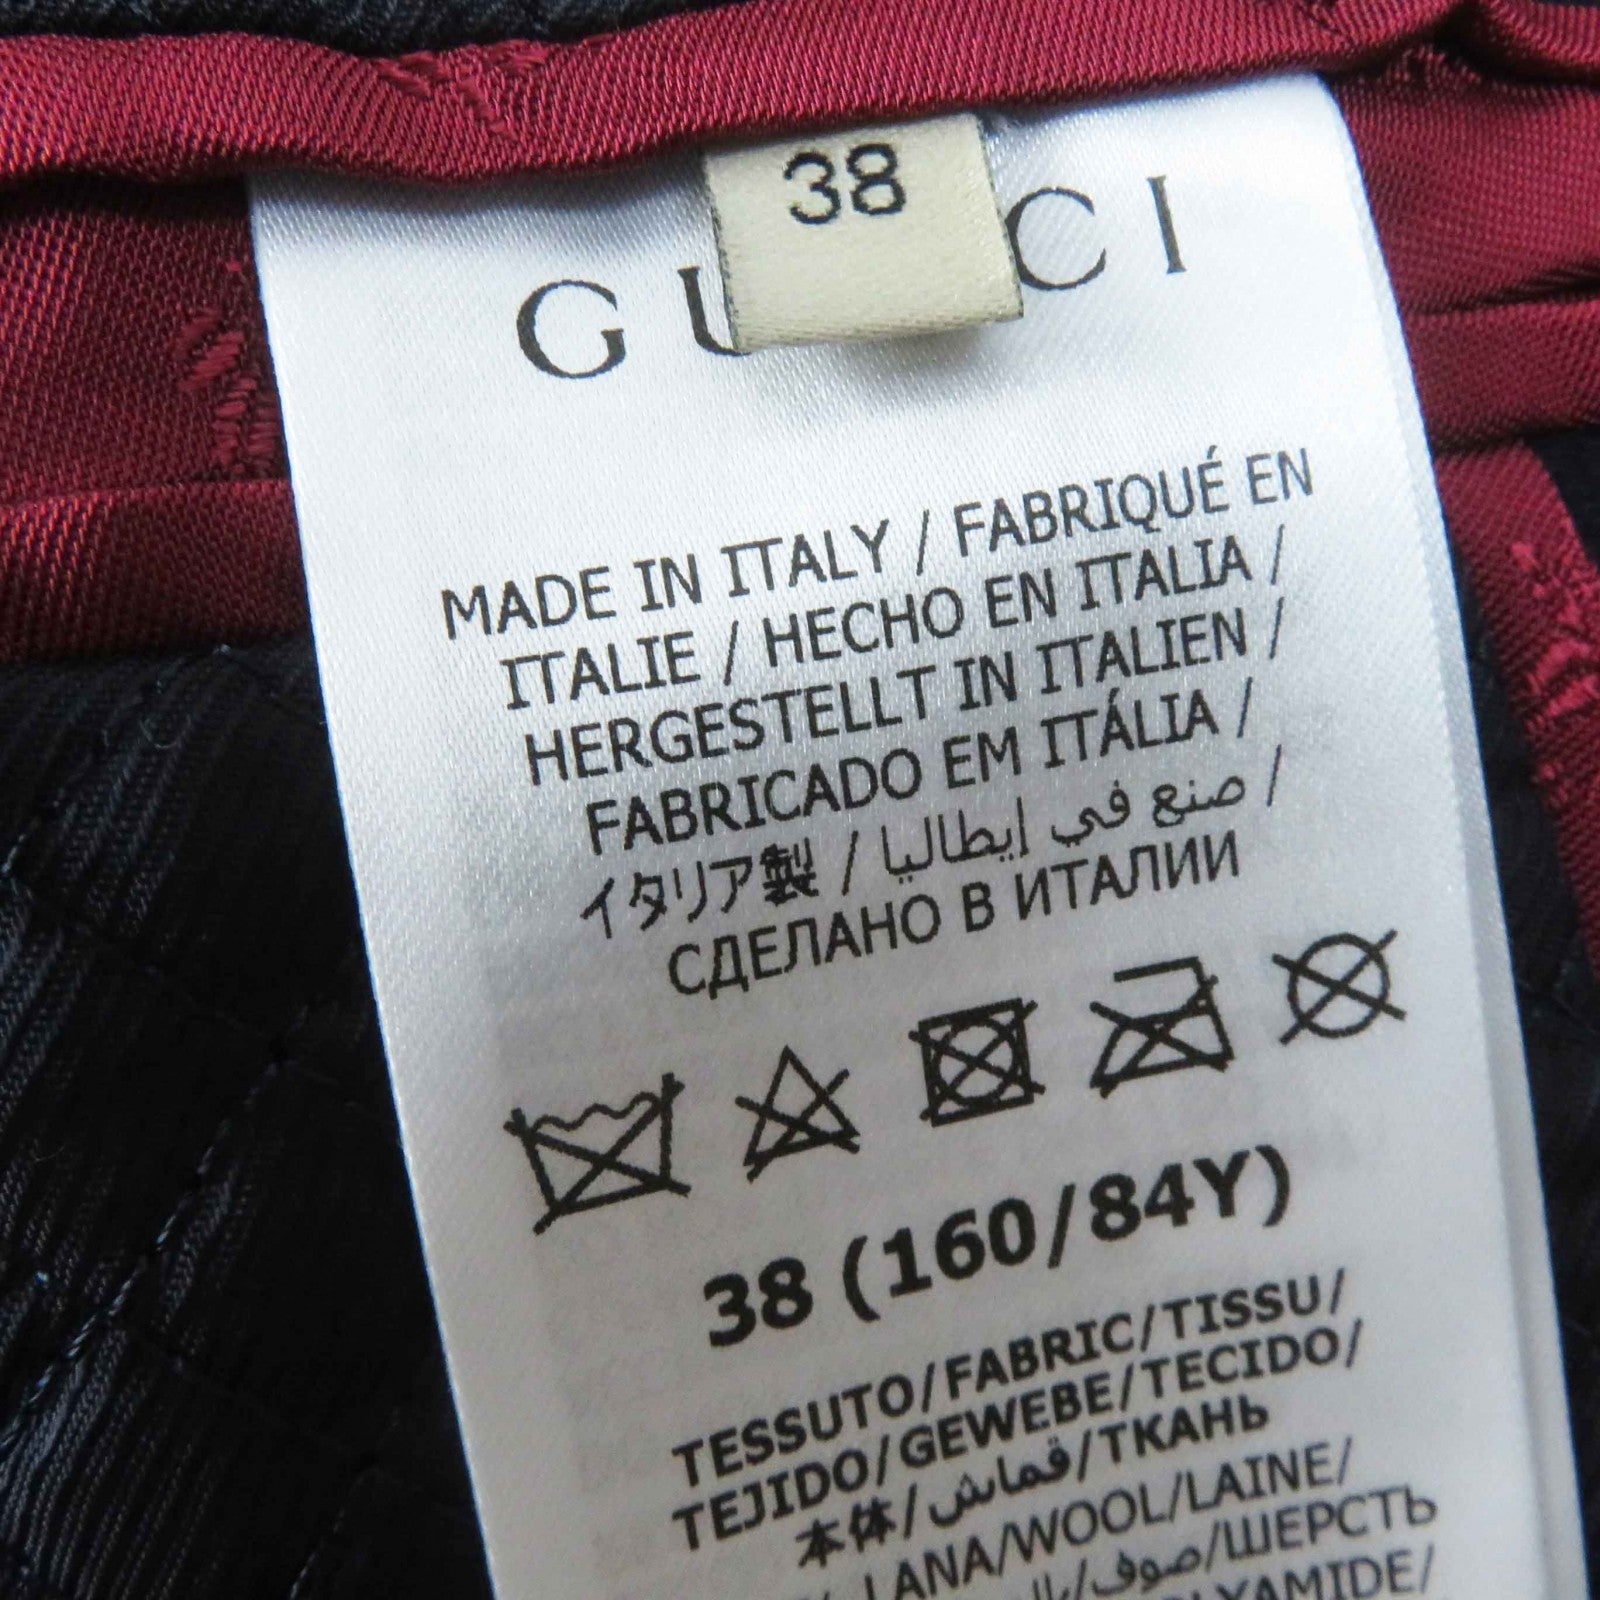 38
GUCCI
MADE IN ITALY / FABRIQUÉ EN
ITALIE / HECHO EN ITALIA /
HERGESTELLT IN ITALIEN /
FABRICADO EM ITÁLIA /
イタリア製 / صنع في إيطاليا /
СДЕЛАНО В ИТАЛИИ
38 (160/84Y)
TESSUTO/FABRIC/TISSU/
TEJIDO/GEWEBE/TECIDO/
本体/قماش/ТКАНЬ
LANA/WOOL/LAINE/
/صوف/ШЕРСТЬ